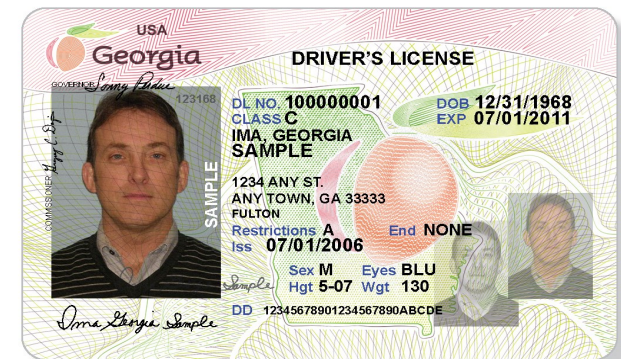 USA
Georgia
DRIVER'S LICENSE
GOVERNOR Sonny Perdue
123168
DL NO. 100000001
DOB 12/31/1968
CLASS C
EXP 07/01/2011
IMA, GEORGIA
SAMPLE
COMMISSIONER
SAMPLE
1234 ANY ST.
ANY TOWN, GA 33333
FULTON
Restrictions A
End NONE
Iss 07/01/2006
Sex M Eyes BLU
Sample
Hgt 5-07 Wgt 130
DD 12345678901234567890ABCDE
Ima Georgia Sample